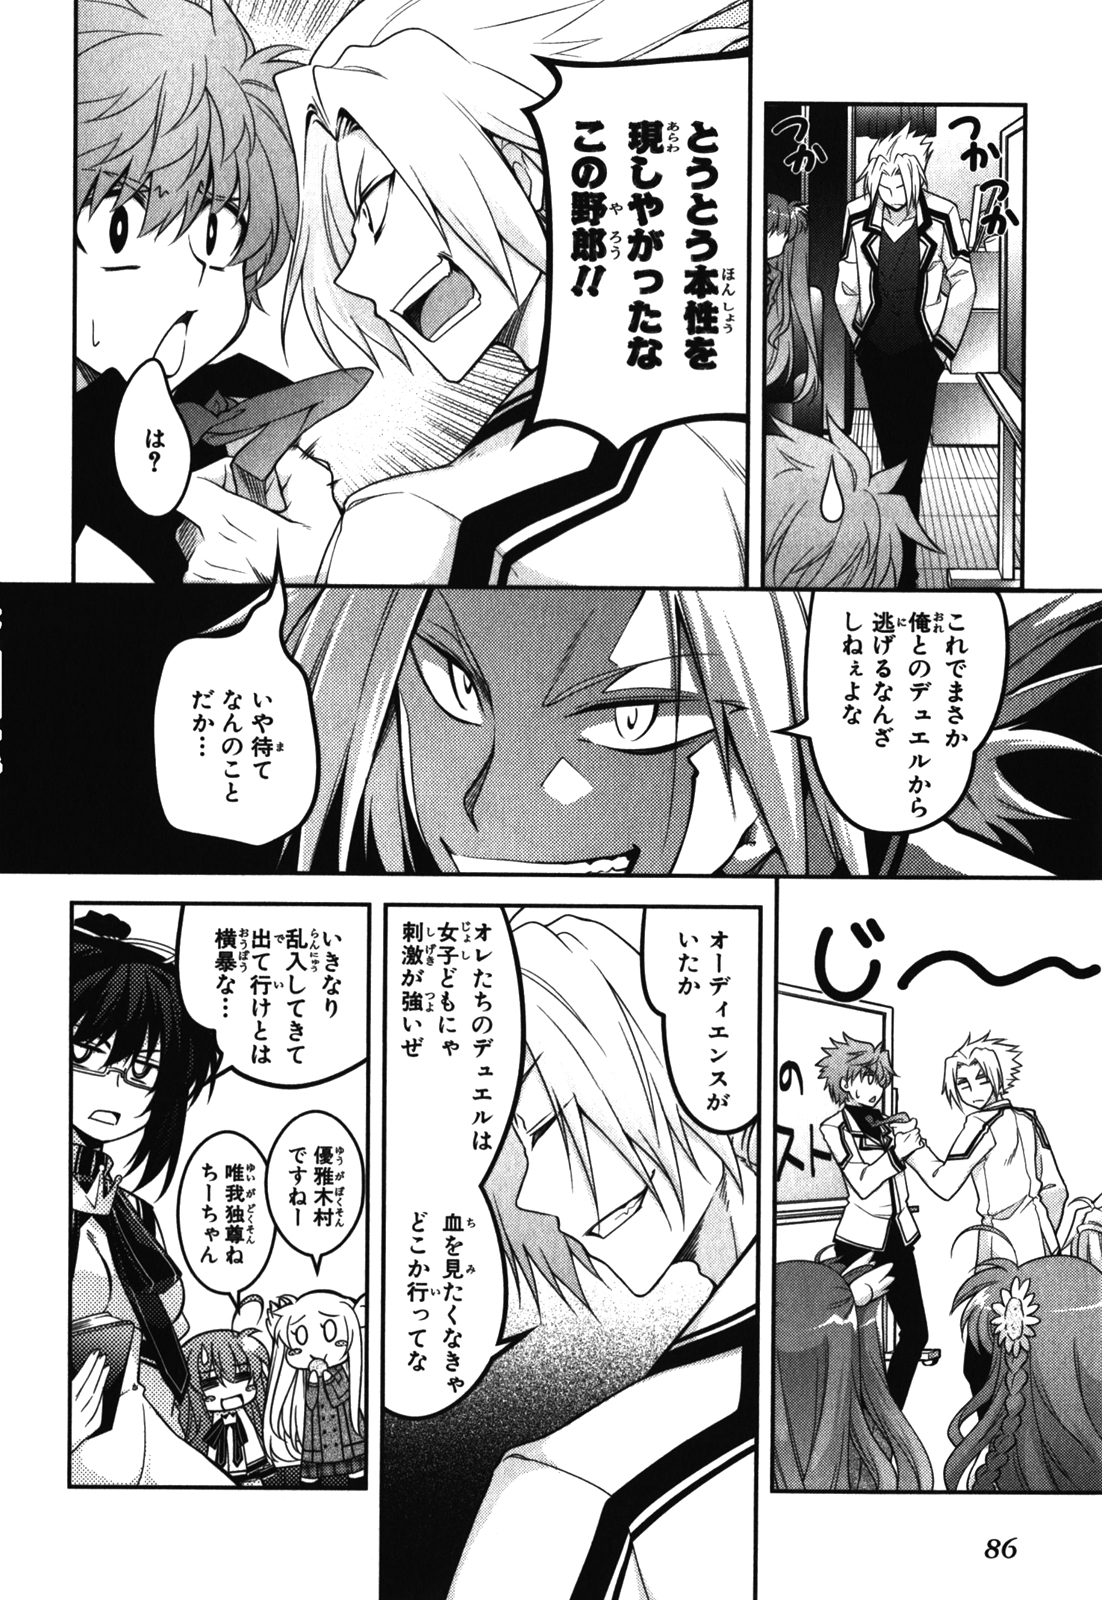 つか
つか
つか
つか
とうとう本性を
現しやがったな
この野郎!!
は?
これでまさか
俺とのデュエルから
逃げるなんざ
しねぇよな
いや待て
なんのこと
だか…
じ～～
の
スト
オーディエンスが
いたか
オレたちのデュエルは
女子どもにゃ
刺激が強いぜ
血を見たくなきゃ
どこか行ってな
いきなり
乱入してきて
出て行けとは
横暴な…
優雅木村
ですねー
唯我独尊ね
ちーちゃん
86